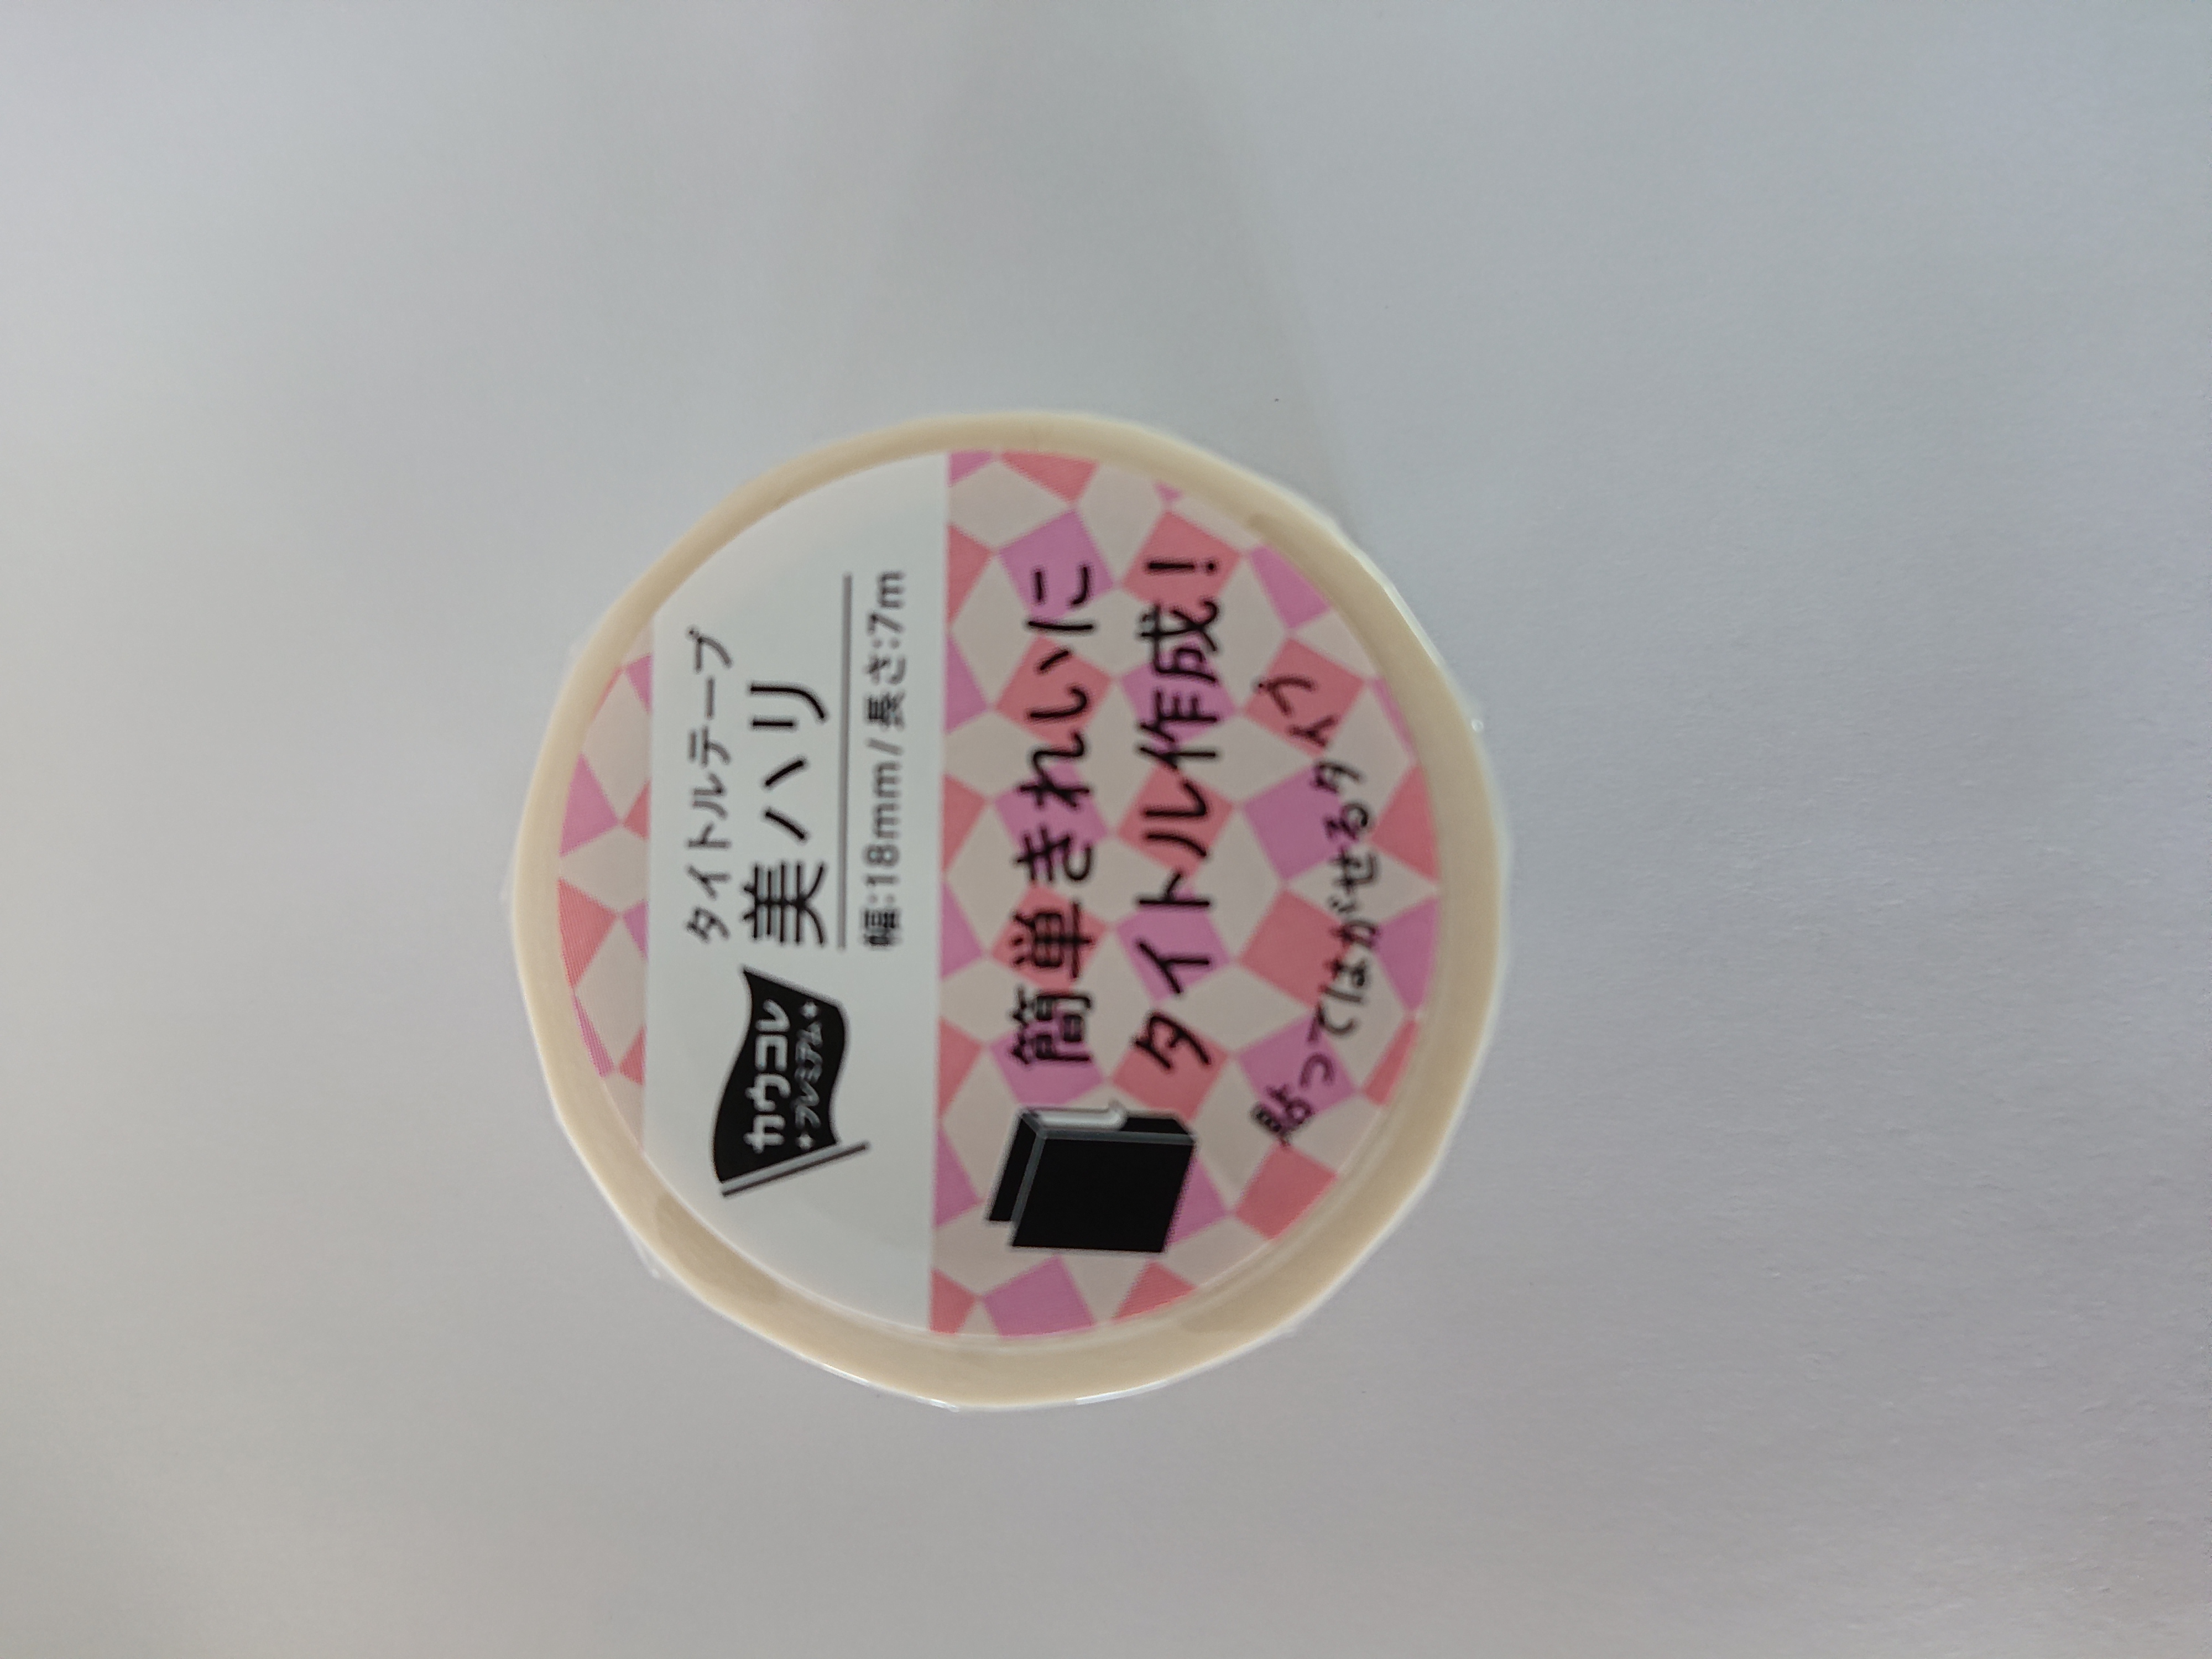 カウコレ
プレミアム
タイトルテープ
美ハリ
幅:18mm/長さ:7m
簡単きれいに
タイトル作成!
貼ってはがせるタイプ